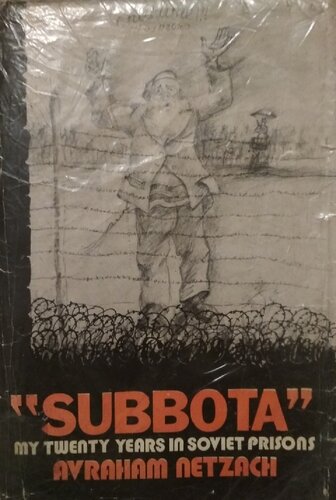 "SUBBOTA"
MY TWENTY YEARS IN SOVIET PRISONS
AVRAHAM NETZACH